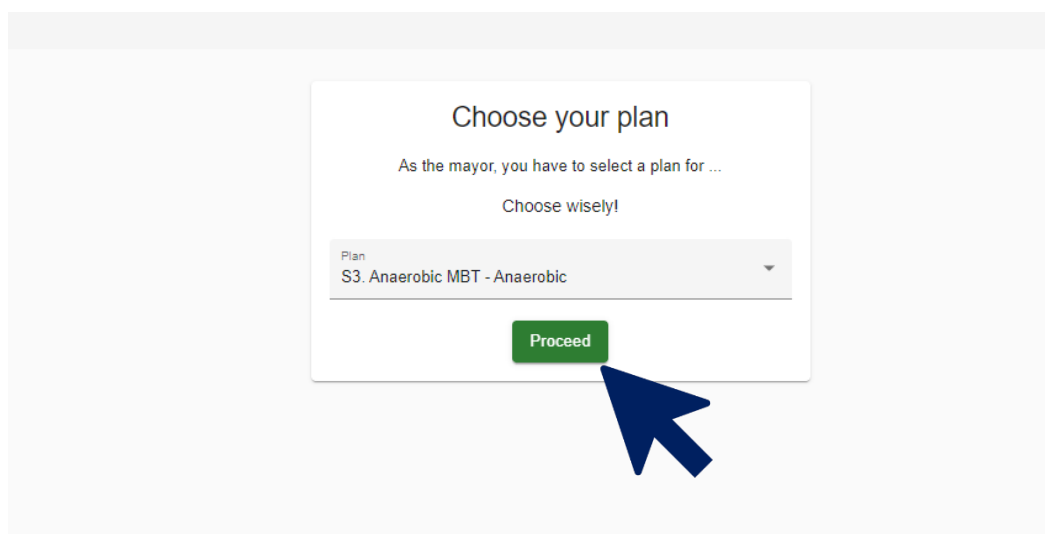 Choose your plan
As the mayor, you have to select a plan for ...
Choose wisely!
Plan
S3. Anaerobic MBT - Anaerobic
Proceed